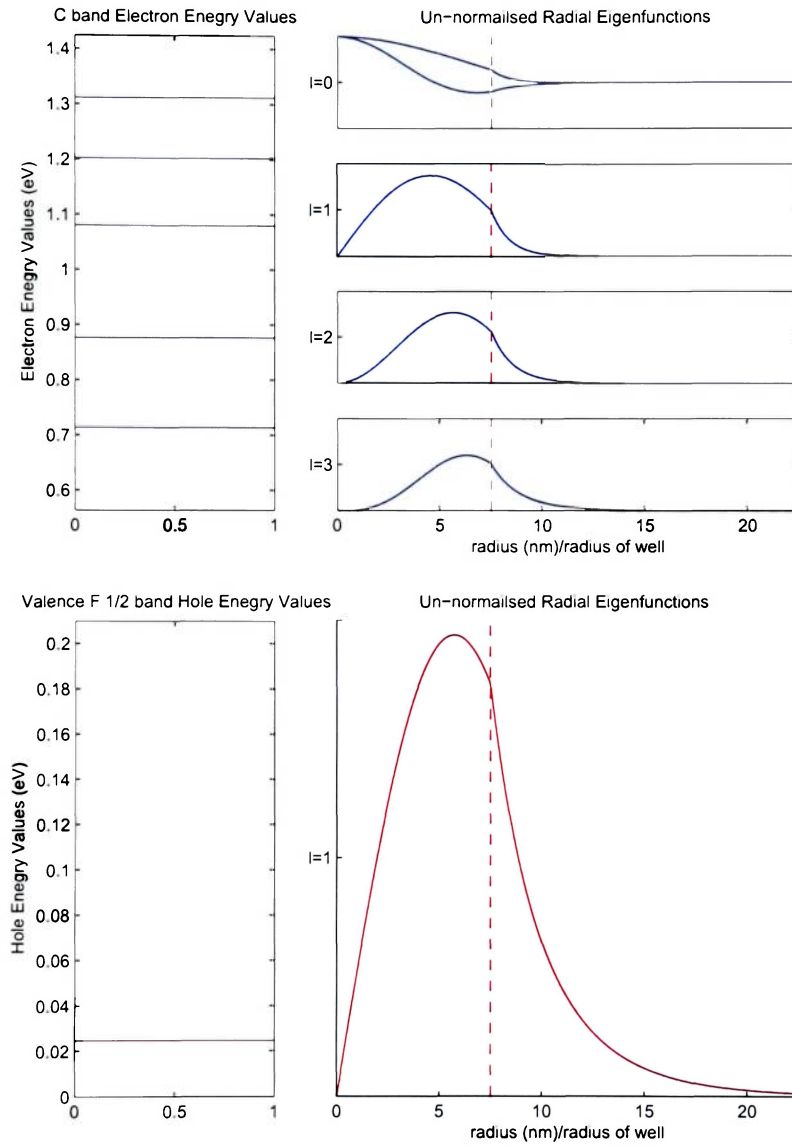 C band Electron Enegry Values
Electron Enegry Values (eV)
1.4
1.3
1.2
1.1
1
0.9
0.8
0.7
0.6
0
0.5
1
Un-normailsed Radial Eigenfunctions
l=0
l=1
l=2
l=3
0
5
10
15
20
radius (nm)/radius of well
Valence F 1/2 band Hole Enegry Values
Hole Enegry Values (eV)
0.2
0.18
0.16
0.14
0.12
0.1
0.08
0.06
0.04
0.02
0
0
0.5
1
Un-normailsed Radial Eigenfunctions
l=1
0
5
10
15
20
radius (nm)/radius of well